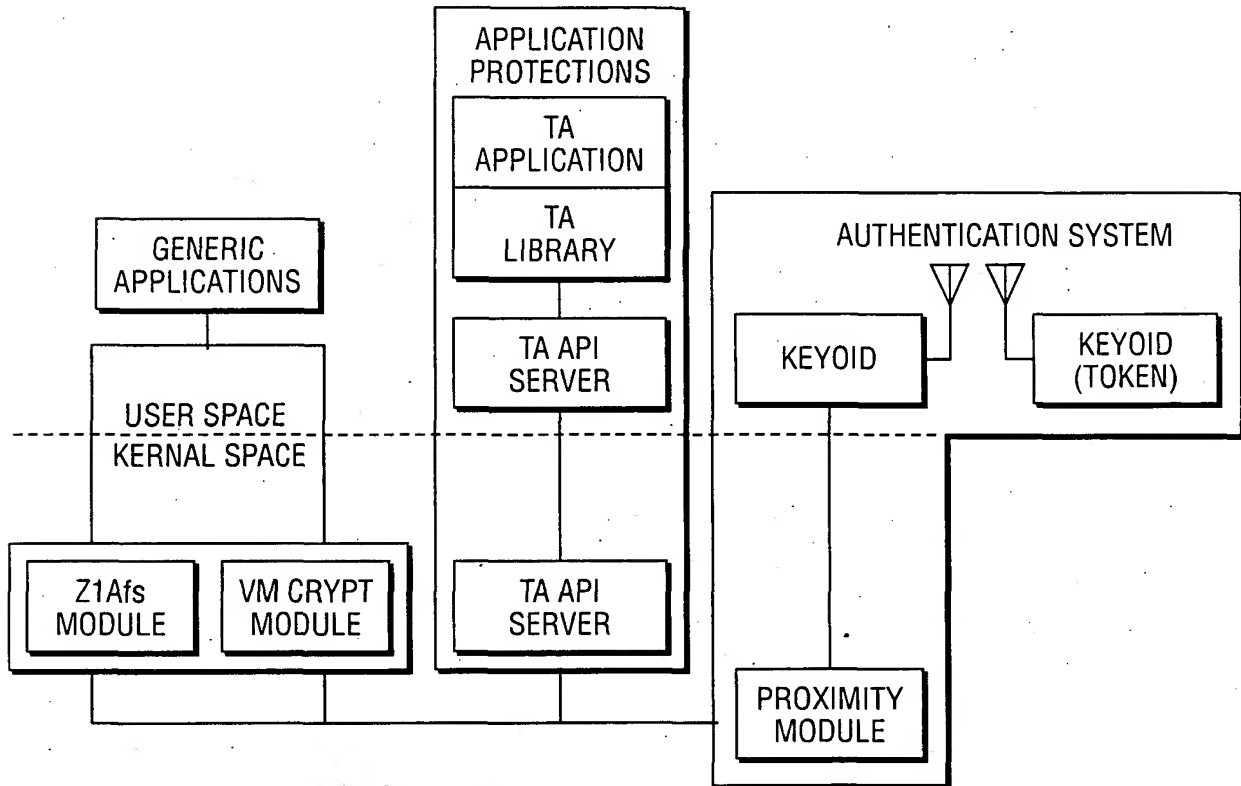 APPLICATION
PROTECTIONS
TA
APPLICATION
TA
LIBRARY
GENERIC
APPLICATIONS
AUTHENTICATION SYSTEM
TA API
SERVER
KEYOID
KEYOID
(TOKEN)
USER SPACE
KERNAL SPACE
Z1Afs
MODULE
VM CRYPT
MODULE
TA API
SERVER
PROXIMITY
MODULE